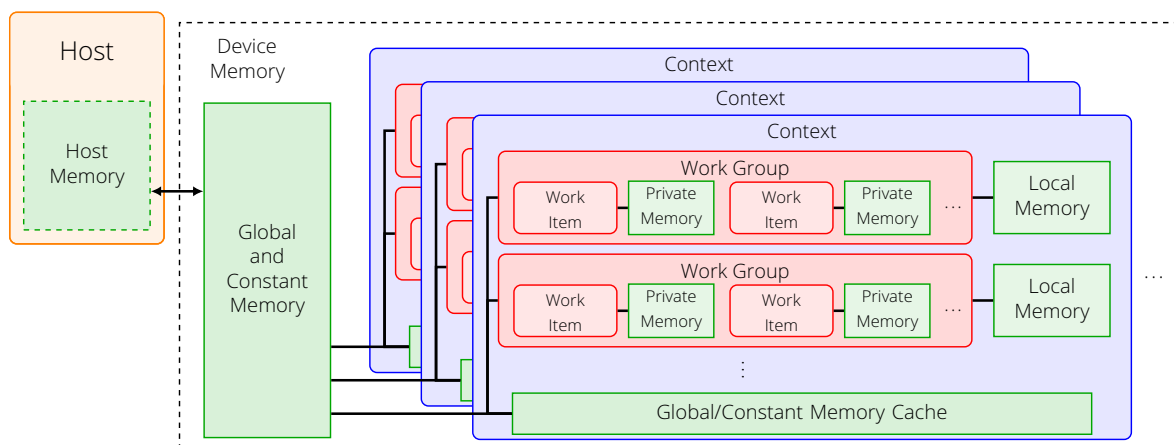 Host
Host
Memory
Device
Memory
Global
and
Constant
Memory
Context
Context
Context
Work Group
Work
Item
Private
Memory
Work
Item
Private
Memory
...
Local
Memory
Work Group
Work
Item
Private
Memory
Work
Item
Private
Memory
...
Local
Memory
...
⋮
Global/Constant Memory Cache